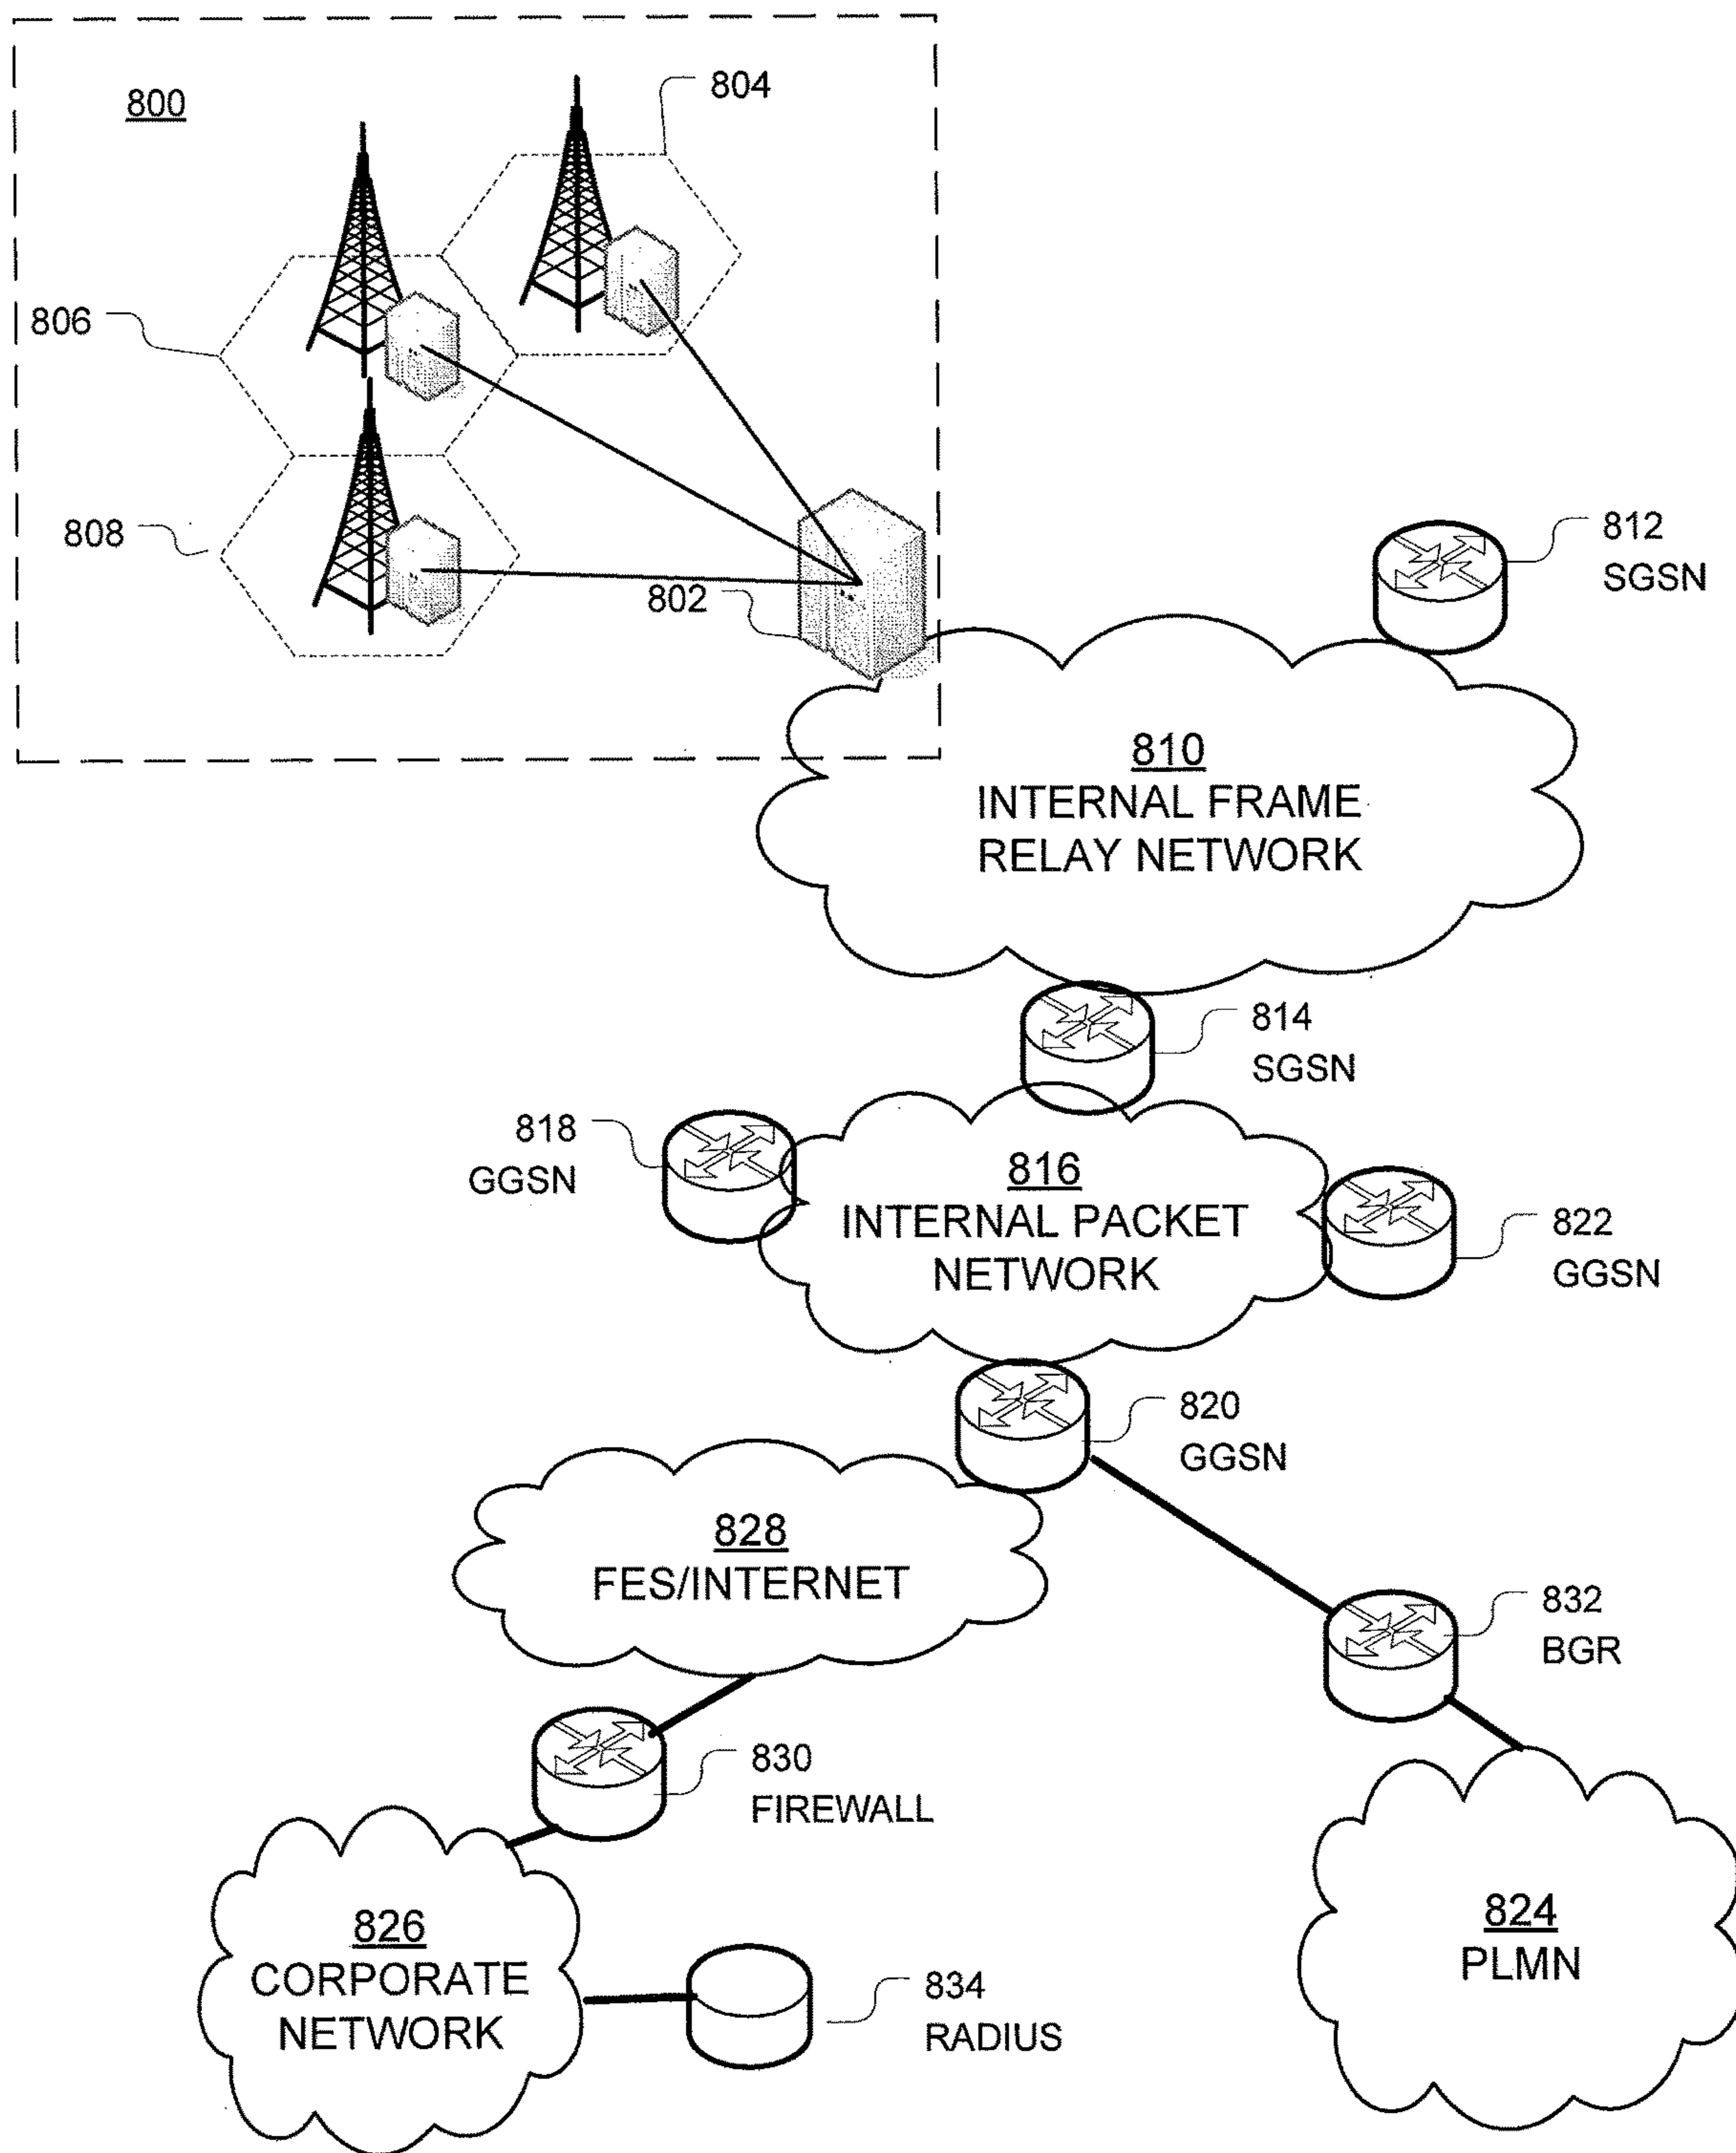 800
804
806
808
802
812
SGSN
810
INTERNAL FRAME
RELAY NETWORK
814
SGSN
818
GGSN
816
INTERNAL PACKET
NETWORK
822
GGSN
820
GGSN
828
FES/INTERNET
832
BGR
830
FIREWALL
826
CORPORATE
NETWORK
834
RADIUS
824
PLMN